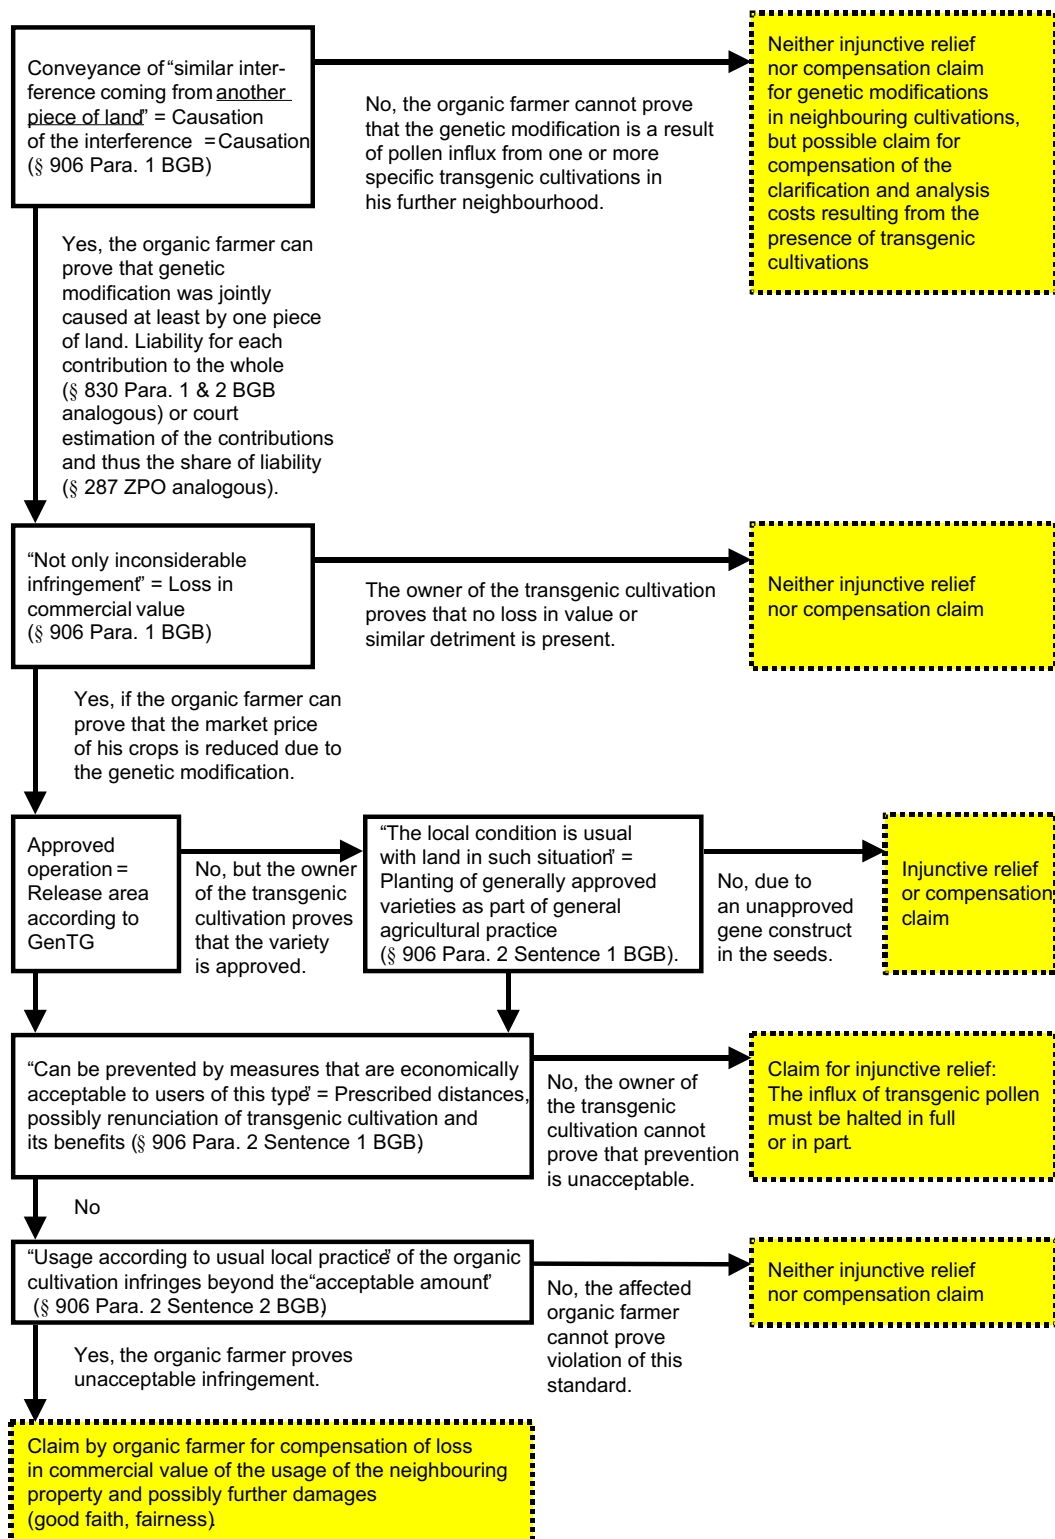 Conveyance of “similar inter-
ference coming from another
piece of land” = Causation
of the interference = Causation
(§ 906 Para. 1 BGB)
No, the organic farmer cannot prove
that the genetic modification is a result
of pollen influx from one or more
specific transgenic cultivations in
his further neighbourhood.
Neither injunctive relief
nor compensation claim
for genetic modifications
in neighbouring cultivations,
but possible claim for
compensation of the
clarification and analysis
costs resulting from the
presence of transgenic
cultivations
Yes, the organic farmer can
prove that genetic
modification was jointly
caused at least by one piece
of land. Liability for each
contribution to the whole
(§ 830 Para. 1 & 2 BGB
analogous) or court
estimation of the contributions
and thus the share of liability
(§ 287 ZPO analogous).
“Not only inconsiderable
infringement” = Loss in
commercial value
(§ 906 Para. 1 BGB)
The owner of the transgenic cultivation
proves that no loss in value or
similar detriment is present.
Neither injunctive relief
nor compensation claim
Yes, if the organic farmer can
prove that the market price
of his crops is reduced due to
the genetic modification.
Approved
operation =
Release area
according to
GenTG
No, but the owner
of the transgenic
cultivation proves
that the variety
is approved.
“The local condition is usual
with land in such situation” =
Planting of generally approved
varieties as part of general
agricultural practice
(§ 906 Para. 2 Sentence 1 BGB).
No, due to
an unapproved
gene construct
in the seeds.
Injunctive relief
or compensation
claim
“Can be prevented by measures that are economically
acceptable to users of this type” = Prescribed distances,
possibly renunciation of transgenic cultivation and
its benefits (§ 906 Para. 2 Sentence 1 BGB)
No, the owner of
the transgenic
cultivation cannot
prove that prevention
is unacceptable.
Claim for injunctive relief:
The influx of transgenic pollen
must be halted in full
or in part.
No
“Usage according to usual local practice” of the organic
cultivation infringes beyond the “acceptable amount”
(§ 906 Para. 2 Sentence 2 BGB)
No, the affected
organic farmer
cannot prove
violation of this
standard.
Neither injunctive relief
nor compensation claim
Yes, the organic farmer proves
unacceptable infringement.
Claim by organic farmer for compensation of loss
in commercial value of the usage of the neighbouring
property and possibly further damages
(good faith, fairness).